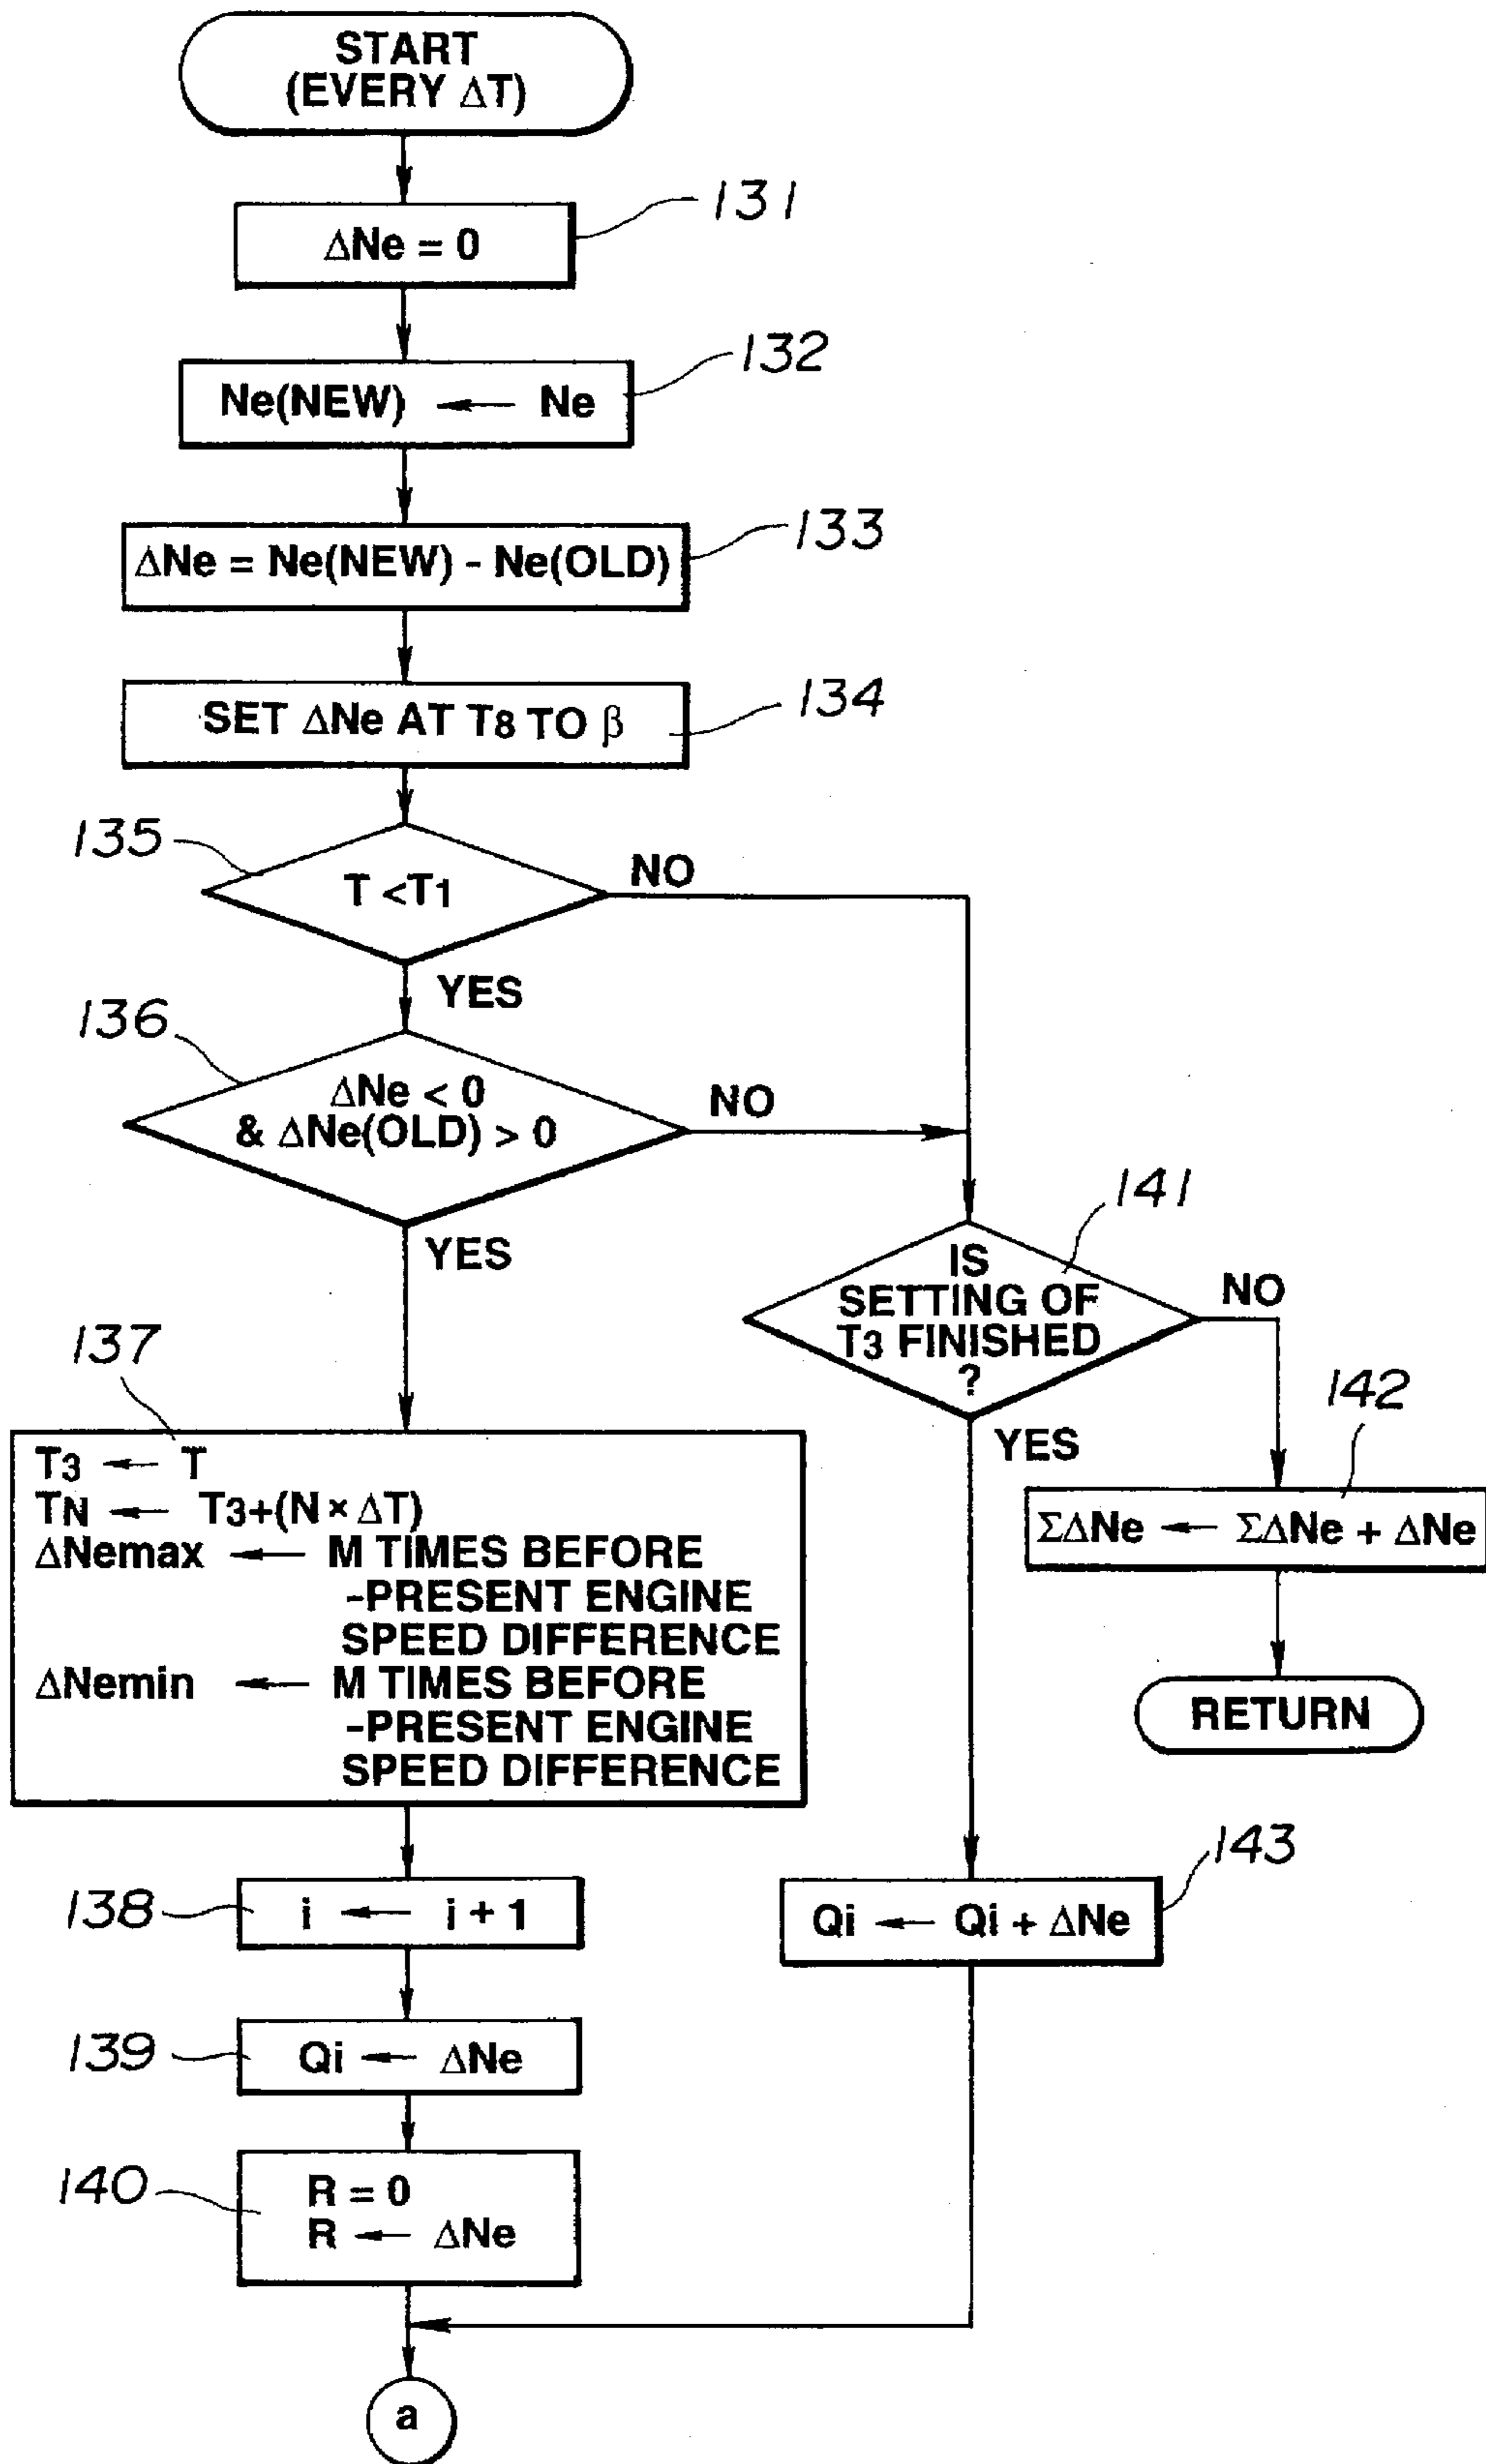 START
(EVERY ΔT)
131
ΔNe = 0
132
Ne(NEW) ← Ne
133
ΔNe = Ne(NEW) - Ne(OLD)
134
SET ΔNe AT T8 TO β
135
T <T1
NO
YES
136
ΔNe < 0
& ΔNe(OLD) > 0
NO
YES
141
IS
SETTING OF
T3 FINISHED
?
NO
YES
142
ΣΔNe ← ΣΔNe + ΔNe
RETURN
137
T3 ← T
TN ← T3+(N × ΔT)
ΔNemax ← M TIMES BEFORE
-PRESENT ENGINE
SPEED DIFFERENCE
ΔNemin ← M TIMES BEFORE
-PRESENT ENGINE
SPEED DIFFERENCE
143
Qi ← Qi + ΔNe
138
i ← i + 1
139
Qi ← ΔNe
140
R = 0
R ← ΔNe
a